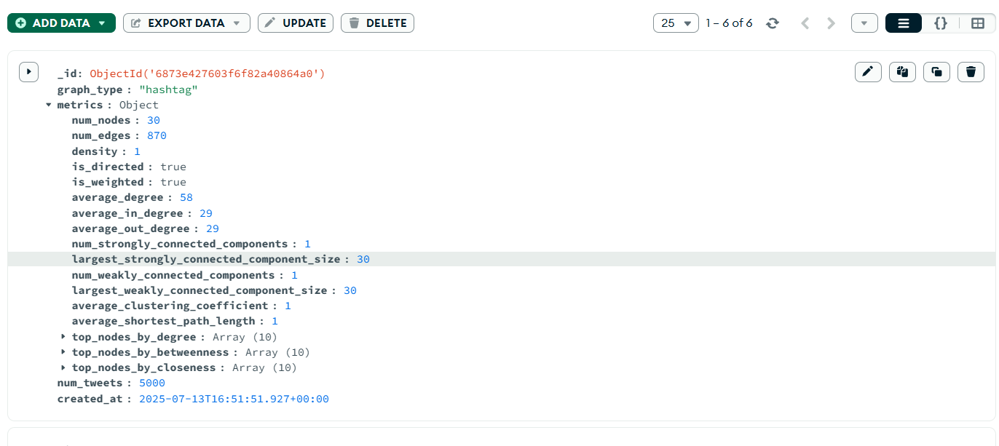 ADD DATA EXPORT DATA UPDATE DELETE 25 1 – 6 of 6 {}
_id: ObjectId('6873e427603f6f82a40864a0')
graph_type : "hashtag"
metrics : Object
num_nodes : 30
num_edges : 870
density : 1
is_directed : true
is_weighted : true
average_degree : 58
average_in_degree : 29
average_out_degree : 29
num_strongly_connected_components : 1
largest_strongly_connected_component_size : 30
num_weakly_connected_components : 1
largest_weakly_connected_component_size : 30
average_clustering_coefficient : 1
average_shortest_path_length : 1
top_nodes_by_degree : Array (10)
top_nodes_by_betweenness : Array (10)
top_nodes_by_closeness : Array (10)
num_tweets : 5000
created_at : 2025-07-13T16:51:51.927+00:00